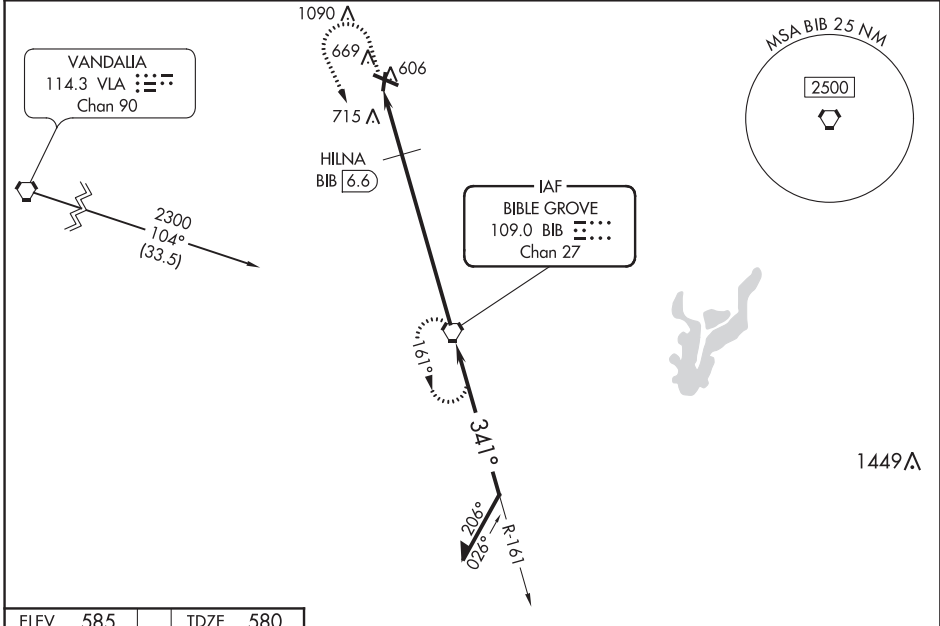 1090
669
606
715
VANDALIA
114.3 VLA
Chan 90
MSA BIB 25 NM
2500
HILNA
BIB 6.6
IAF
BIBLE GROVE
109.0 BIB
Chan 27
2300
104°
(33.5)
161°
341°
1449
206°
026°
R-161
ELEV 585 TDZE 580